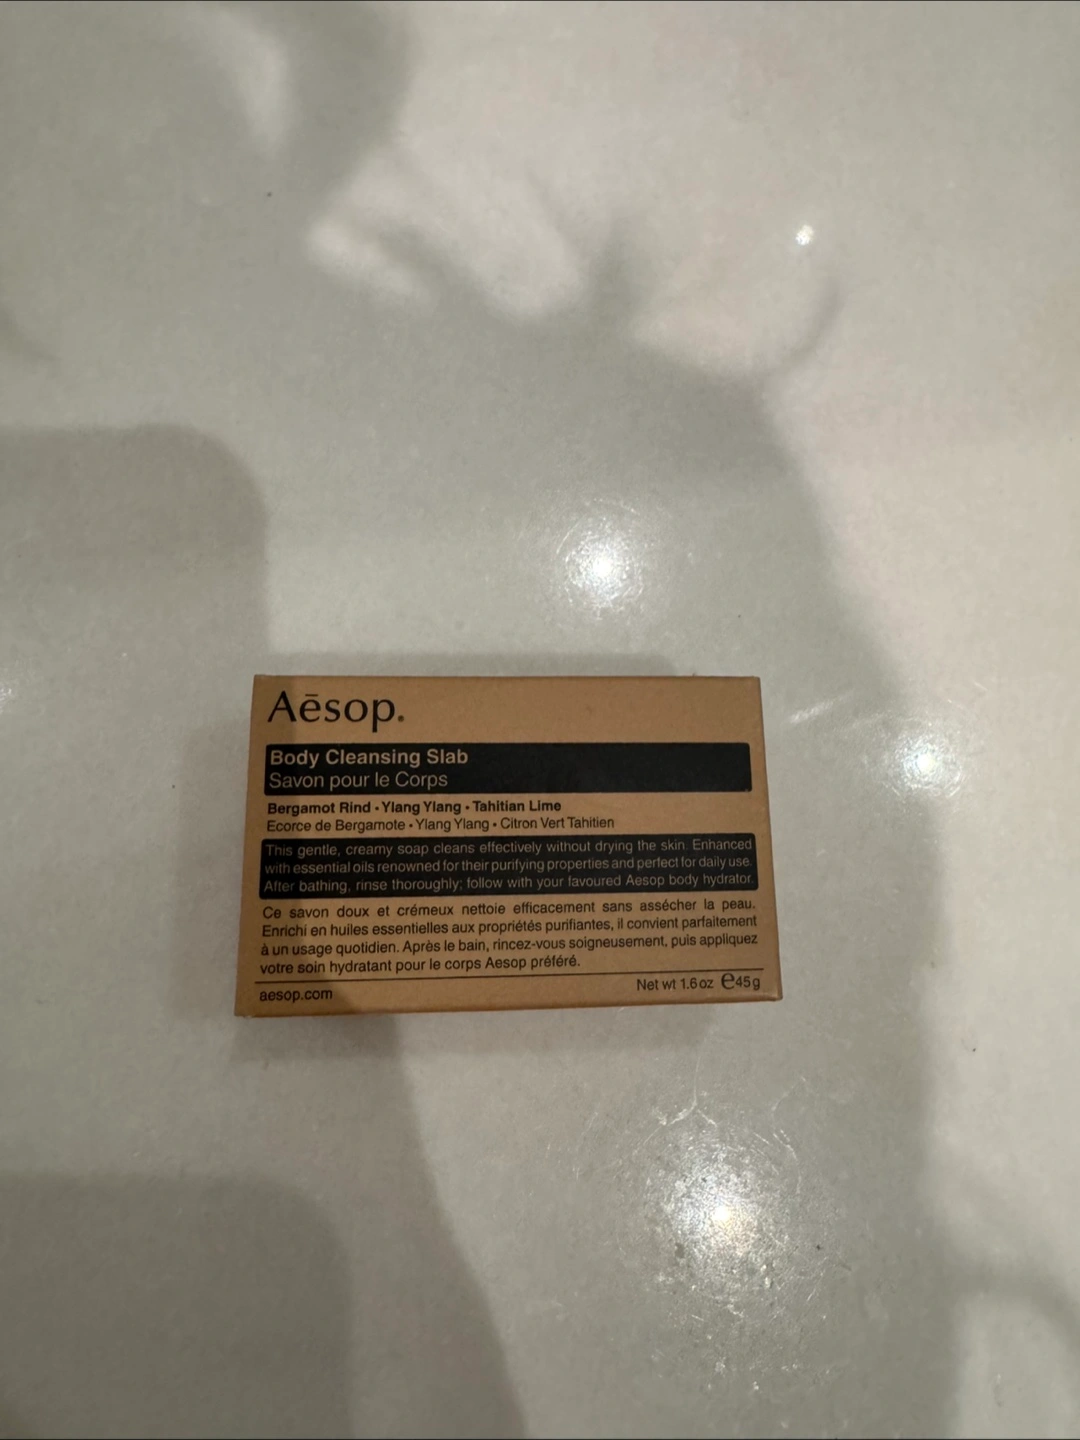 Aēsop.
Body Cleansing Slab
Savon pour le Corps
Bergamot Rind • Ylang Ylang • Tahitian Lime
Ecorce de Bergamote • Ylang Ylang • Citron Vert Tahitien
This gentle, creamy soap cleans effectively without drying the skin. Enhanced
with essential oils renowned for their purifying properties and perfect for daily use.
After bathing, rinse thoroughly; follow with your favoured Aesop body hydrator.
Ce savon doux et crémeux nettoie efficacement sans assécher la peau.
Enrichi en huiles essentielles aux propriétés purifiantes, il convient parfaitement
à un usage quotidien. Après le bain, rincez-vous soigneusement, puis appliquez
votre soin hydratant pour le corps Aesop préféré.
aesop.com
Net wt 1.6 oz ℮45 g